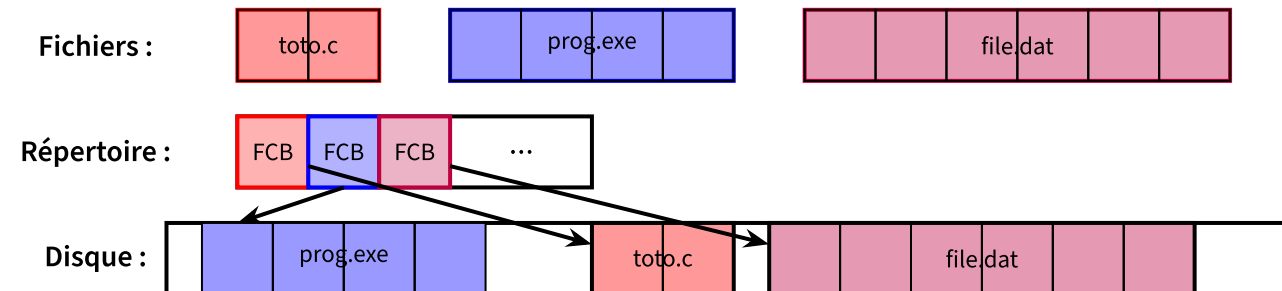 Fichiers : toto.c prog.exe file.dat
Répertoire : FCB FCB FCB ...
Disque : prog.exe toto.c file.dat